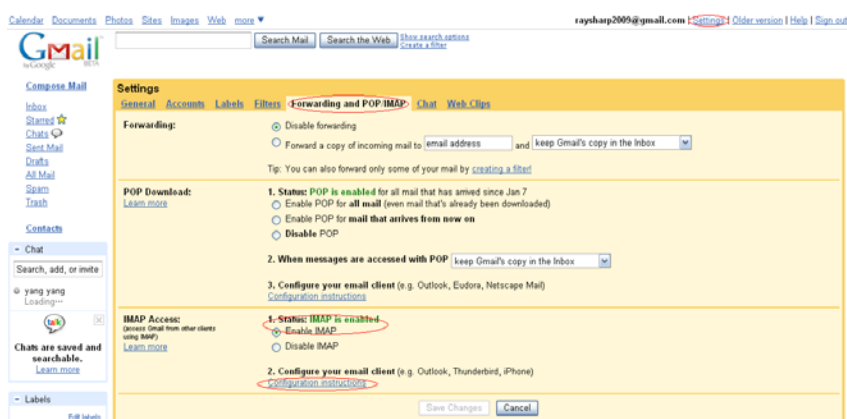 Calendar Documents Photos Sites Images Web more ▼
raysharp2009@gmail.com | Settings | Older version | Help | Sign out
Gmail
by Google BETA
Search Mail Search the Web Show search options
Create a filter
Compose Mail
Inbox
Starred
Chats
Sent Mail
Drafts
All Mail
Spam
Trash
Contacts
− Chat
Search, add, or invite
yang yang
Loading...
talk
Chats are saved and
searchable.
Learn more
− Labels
Edit labels
Settings
General Accounts Labels Filters Forwarding and POP/IMAP Chat Web Clips
Forwarding:
Disable forwarding
Forward a copy of incoming mail to email address and keep Gmail's copy in the Inbox
Tip: You can also forward only some of your mail by creating a filter!
POP Download:
Learn more
1. Status: POP is enabled for all mail that has arrived since Jan 7
Enable POP for all mail (even mail that's already been downloaded)
Enable POP for mail that arrives from now on
Disable POP
2. When messages are accessed with POP keep Gmail's copy in the Inbox
3. Configure your email client (e.g. Outlook, Eudora, Netscape Mail)
Configuration instructions
IMAP Access:
(access Gmail from other clients
using IMAP)
Learn more
1. Status: IMAP is enabled
Enable IMAP
Disable IMAP
2. Configure your email client (e.g. Outlook, Thunderbird, iPhone)
Configuration instructions
Save Changes Cancel